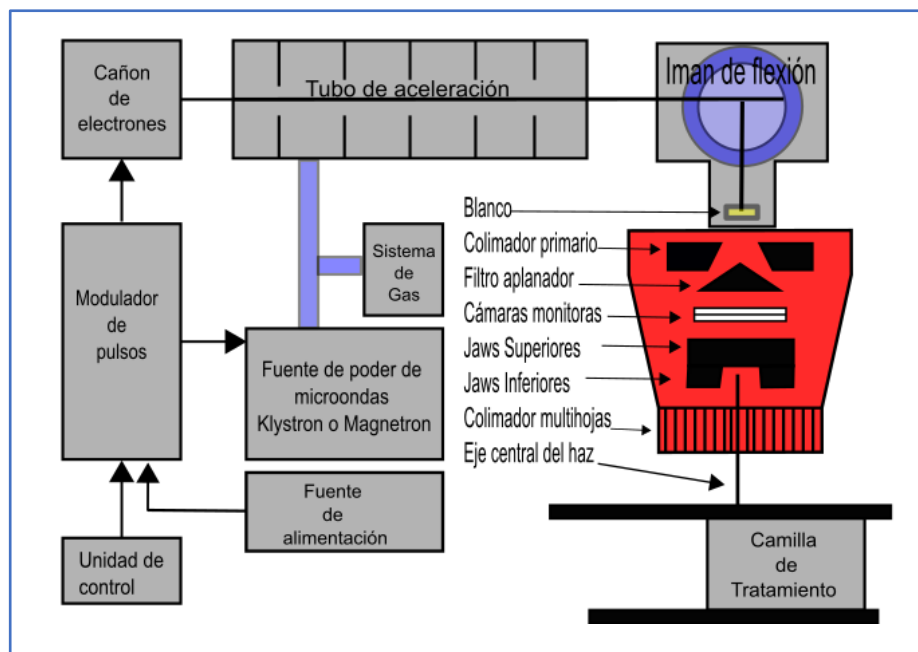 Cañon
de
electrones
Tubo de aceleración
Iman de flexión
Modulador
de
pulsos
Sistema
de
Gas
Fuente de poder de
microondas
Klystron o Magnetron
Fuente
de
alimentación
Unidad de
control
Blanco
Colimador primario
Filtro aplanador
Cámaras monitoras
Jaws Superiores
Jaws Inferiores
Colimador multihojas
Eje central del haz
Camilla
de
Tratamiento